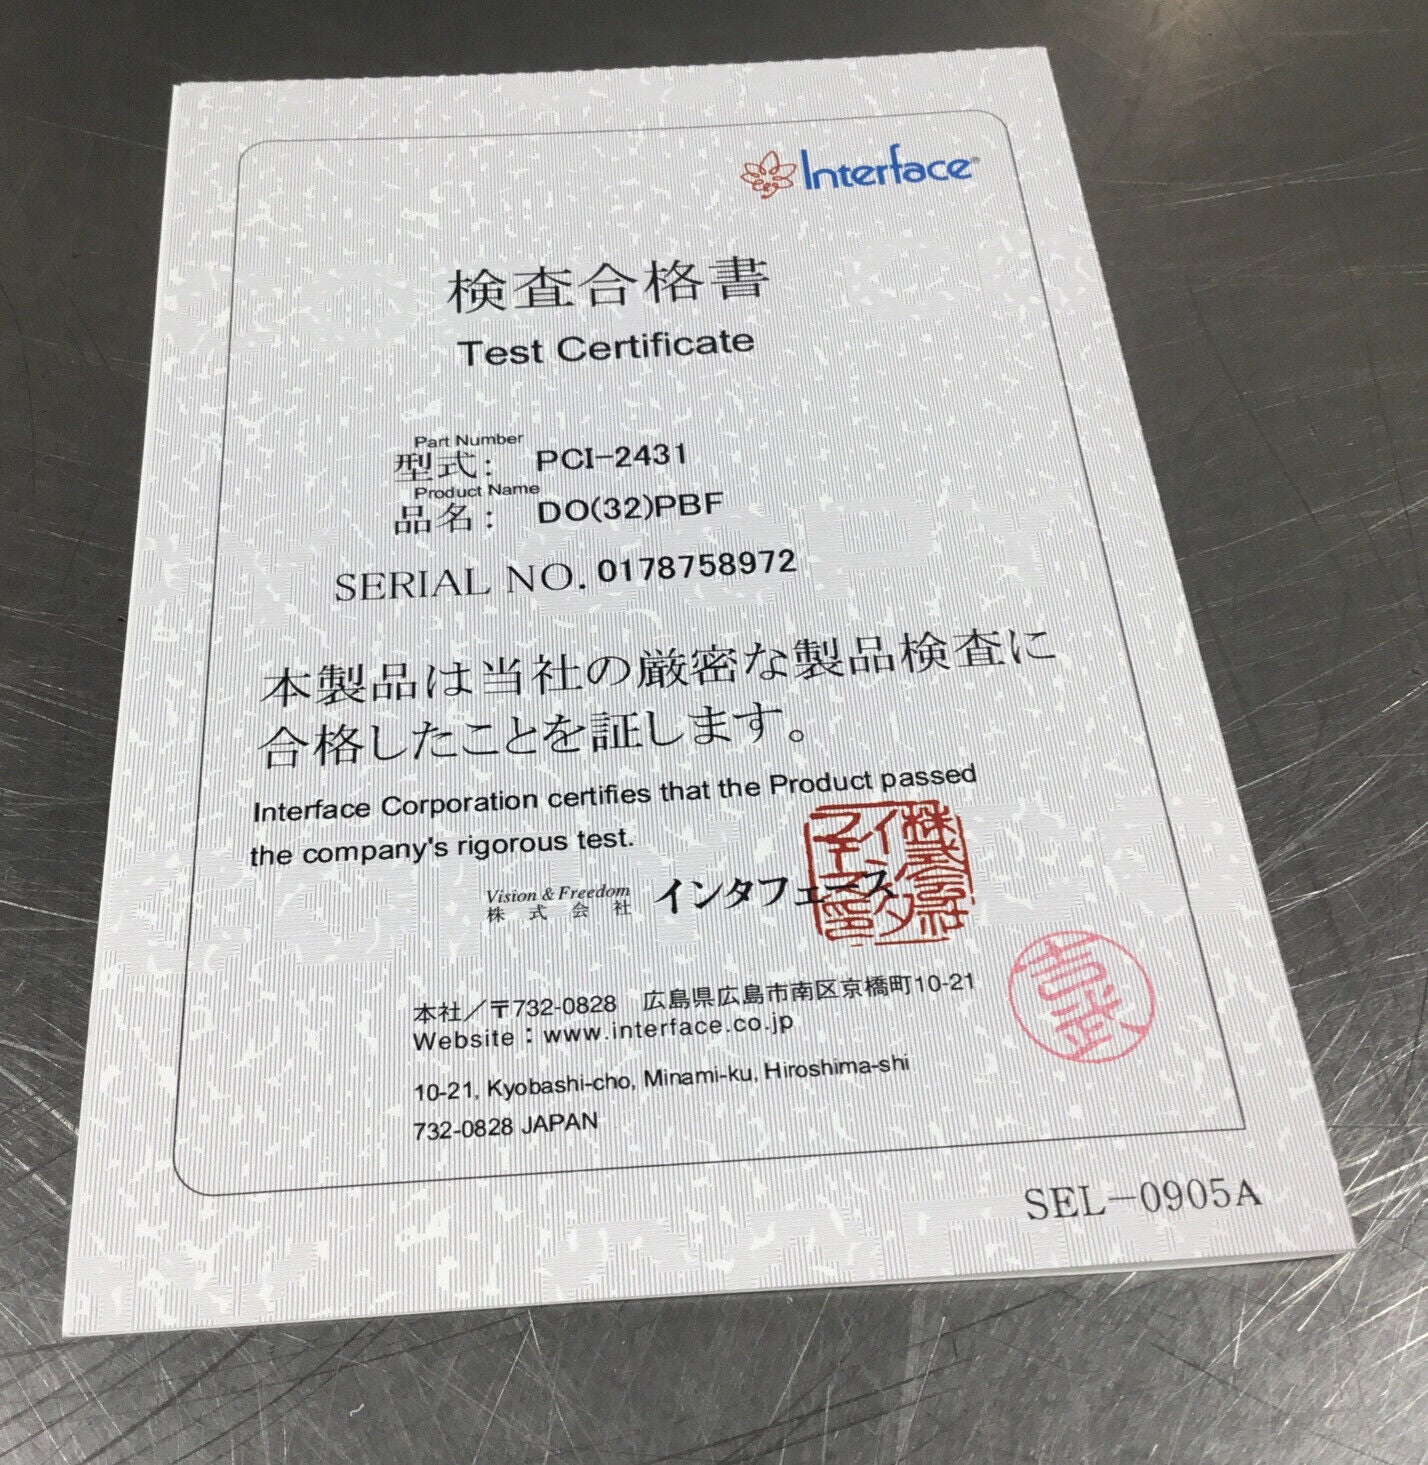 Interface®
検査合格書
Test Certificate
Part Number
型式: PCI-2431
Product Name
品名: DO(32)PBF
SERIAL NO. 0178758972
本製品は当社の厳密な製品検査に
合格したことを証します。
Interface Corporation certifies that the Product passed
the company's rigorous test.
Vision & Freedom
株式会社 インタフェース
本社／〒732-0828 広島県広島市南区京橋町10-21
Website : www.interface.co.jp
10-21, Kyobashi-cho, Minami-ku, Hiroshima-shi
732-0828 JAPAN
SEL-0905A